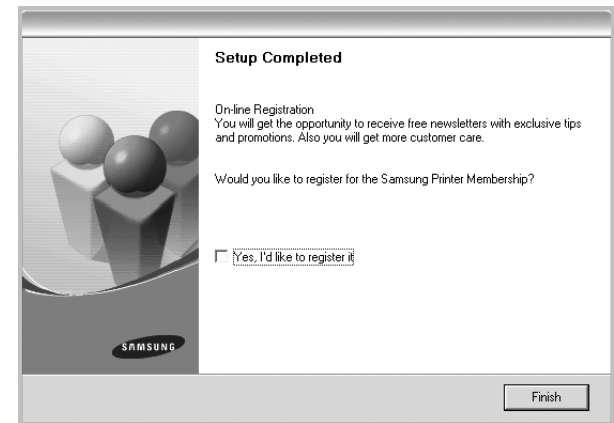 Setup Completed
On-line Registration
You will get the opportunity to receive free newsletters with exclusive tips
and promotions. Also you will get more customer care.
Would you like to register for the Samsung Printer Membership?
Yes, I'd like to register it
SAMSUNG
Finish